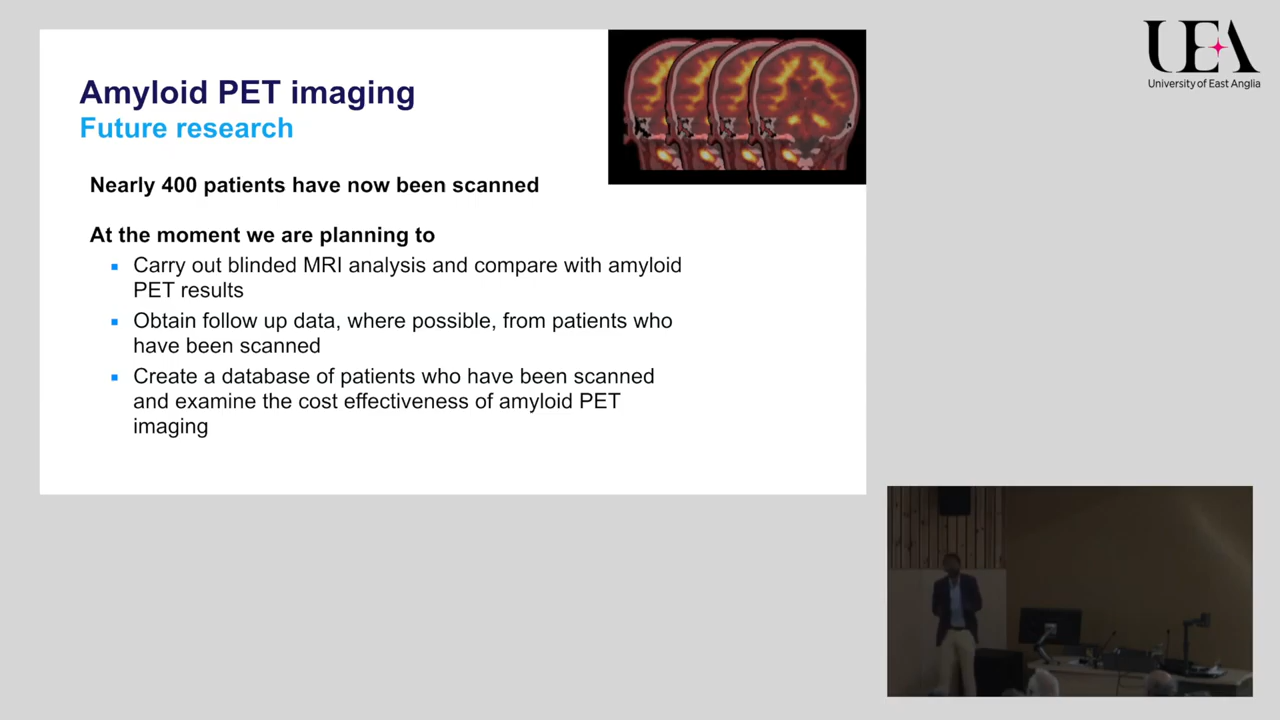 Amyloid PET imaging
Future research
Nearly 400 patients have now been scanned
At the moment we are planning to
Carry out blinded MRI analysis and compare with amyloid
PET results
Obtain follow up data, where possible, from patients who
have been scanned
Create a database of patients who have been scanned
and examine the cost effectiveness of amyloid PET
imaging
UEA
University of East Anglia